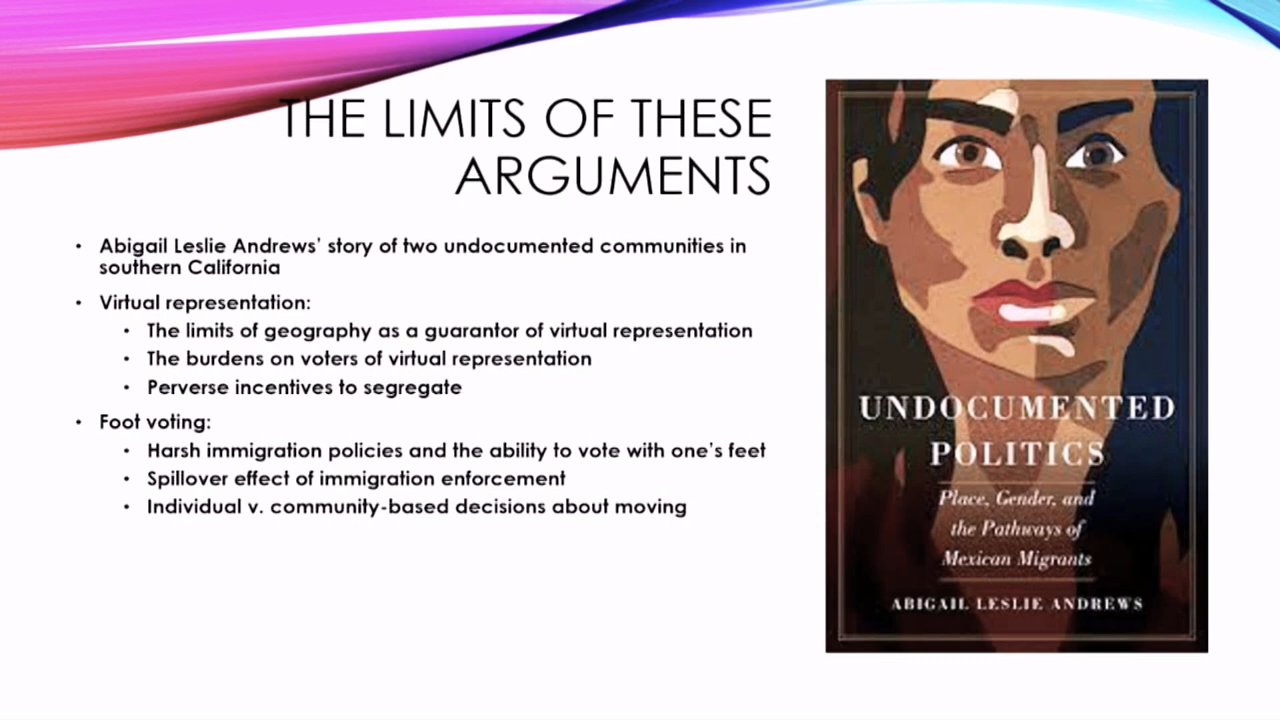 THE LIMITS OF THESE
ARGUMENTS
• Abigail Leslie Andrews’ story of two undocumented communities in
southern California
• Virtual representation:
• The limits of geography as a guarantor of virtual representation
• The burdens on voters of virtual representation
• Perverse incentives to segregate
• Foot voting:
• Harsh immigration policies and the ability to vote with one’s feet
• Spillover effect of immigration enforcement
• Individual v. community-based decisions about moving
UNDOCUMENTED
POLITICS
Place, Gender, and
the Pathways of
Mexican Migrants
ABIGAIL LESLIE ANDREWS